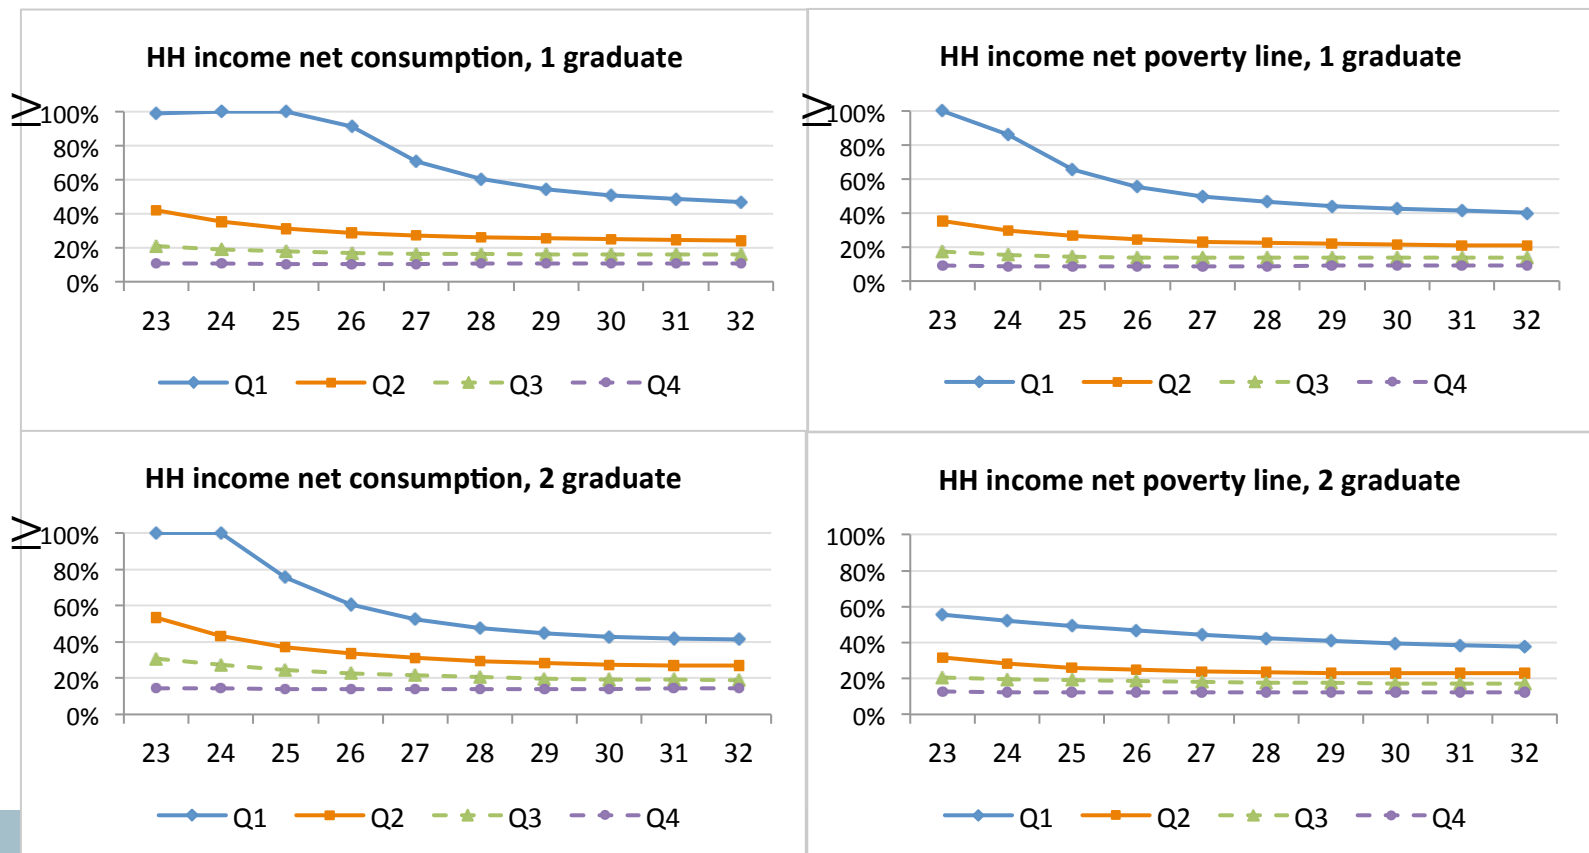 HH income net consumption, 1 graduate
≥
100%
80%
60%
40%
20%
0%
23 24 25 26 27 28 29 30 31 32
Q1 Q2 Q3 Q4
HH income net poverty line, 1 graduate
≥
100%
80%
60%
40%
20%
0%
23 24 25 26 27 28 29 30 31 32
Q1 Q2 Q3 Q4
HH income net consumption, 2 graduate
≥
100%
80%
60%
40%
20%
0%
23 24 25 26 27 28 29 30 31 32
Q1 Q2 Q3 Q4
HH income net poverty line, 2 graduate
100%
80%
60%
40%
20%
0%
23 24 25 26 27 28 29 30 31 32
Q1 Q2 Q3 Q4